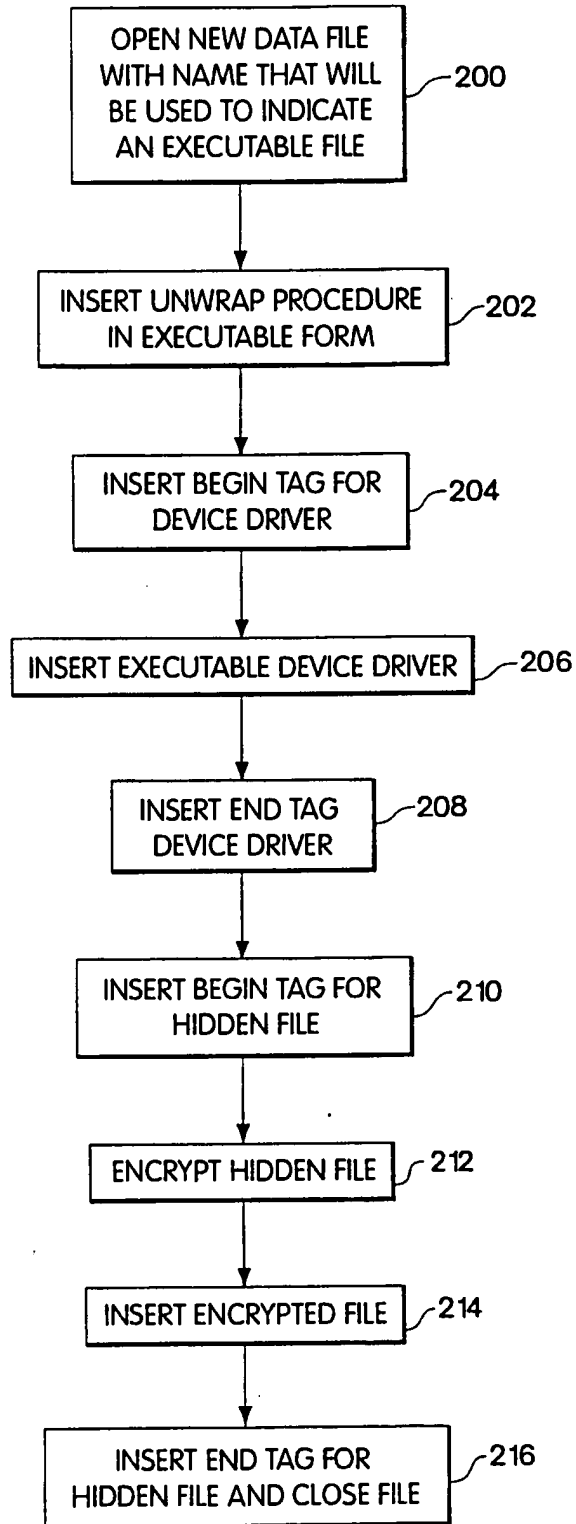 OPEN NEW DATA FILE
WITH NAME THAT WILL
BE USED TO INDICATE
AN EXECUTABLE FILE
200
INSERT UNWRAP PROCEDURE
IN EXECUTABLE FORM
202
INSERT BEGIN TAG FOR
DEVICE DRIVER
204
INSERT EXECUTABLE DEVICE DRIVER
206
INSERT END TAG
DEVICE DRIVER
208
INSERT BEGIN TAG FOR
HIDDEN FILE
210
ENCRYPT HIDDEN FILE
212
INSERT ENCRYPTED FILE
214
INSERT END TAG FOR
HIDDEN FILE AND CLOSE FILE
216